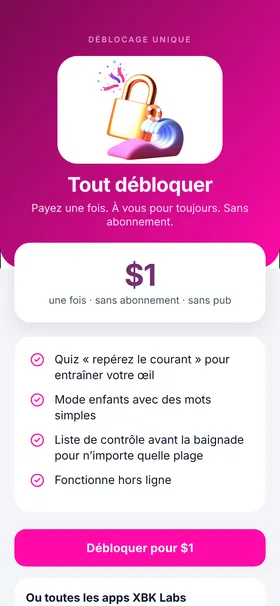 DÉBLOCAGE UNIQUE
Tout débloquer
Payez une fois. À vous pour toujours. Sans
abonnement.
$1
une fois · sans abonnement · sans pub
Quiz « repérez le courant » pour
entraîner votre œil
Mode enfants avec des mots
simples
Liste de contrôle avant la baignade
pour n’importe quelle plage
Fonctionne hors ligne
Débloquer pour $1
Ou toutes les apps XBK Labs